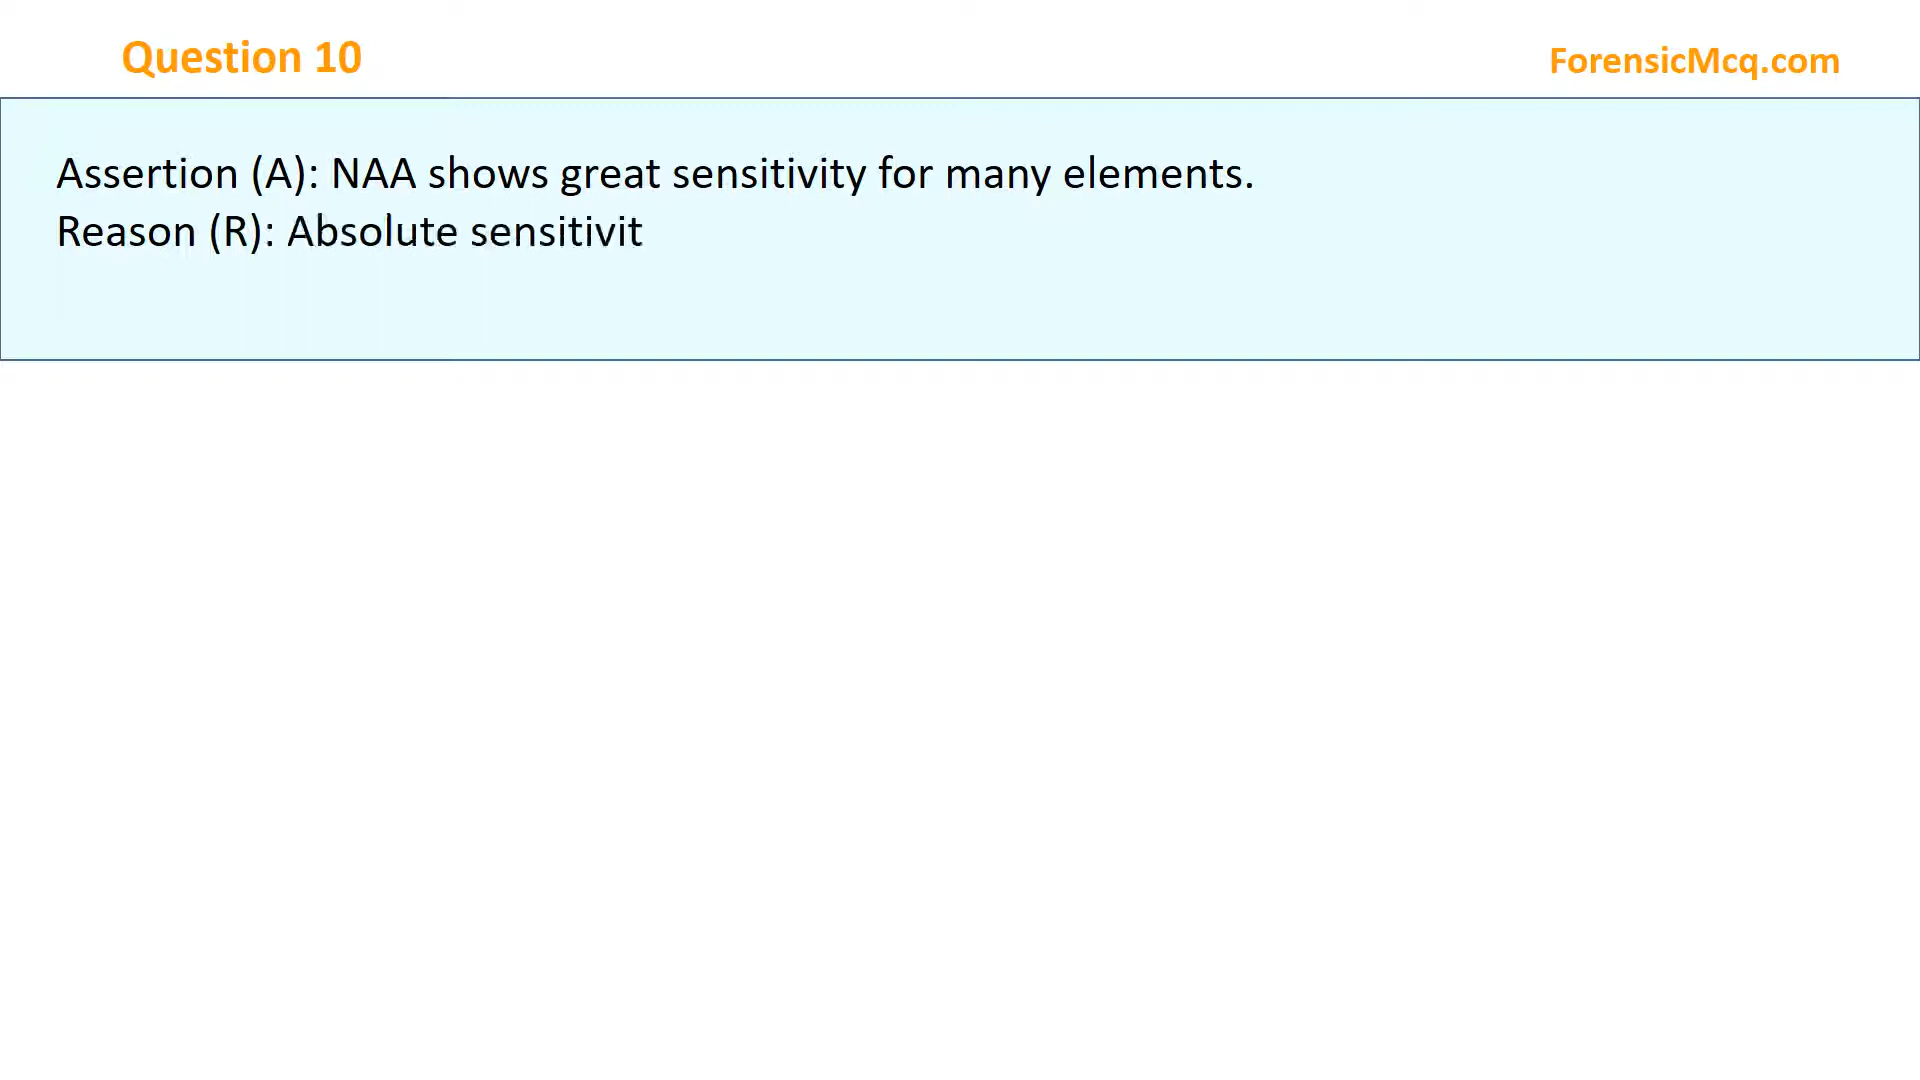 Question 10
ForensicMcq.com
Assertion (A): NAA shows great sensitivity for many elements.
Reason (R): Absolute sensitivit